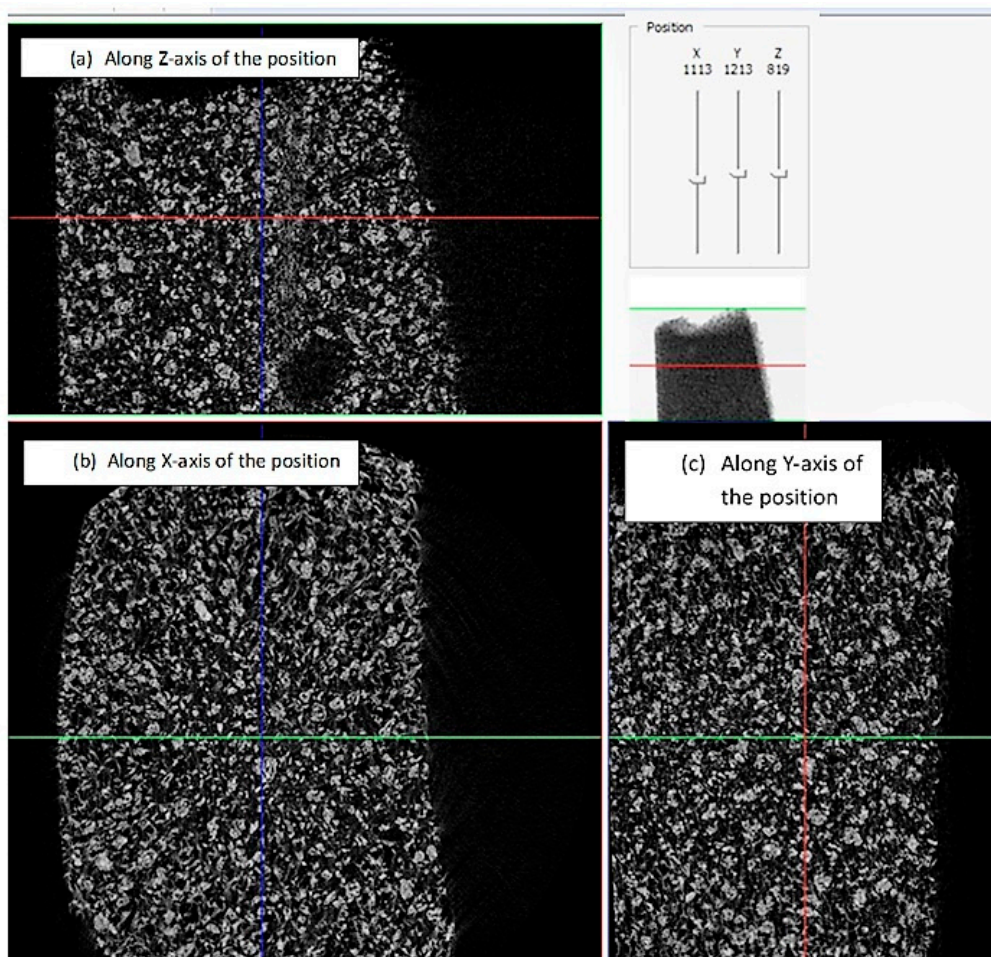 (a) Along Z-axis of the position
Position
X Y Z
1113 1213 819
(b) Along X-axis of the position
(c) Along Y-axis of
the position